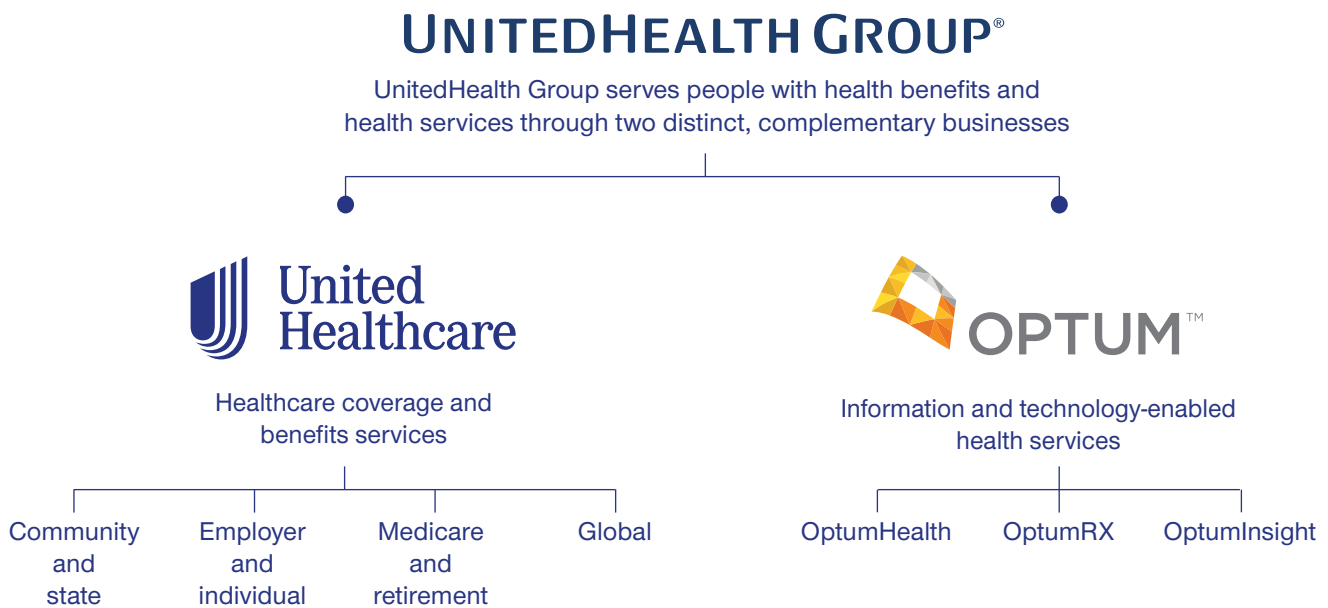 UNITEDHEALTH GROUP®
UnitedHealth Group serves people with health benefits and
health services through two distinct, complementary businesses
United
Healthcare
OPTUM™
Healthcare coverage and
benefits services
Information and technology-enabled
health services
Community
and
state
Employer
and
individual
Medicare
and
retirement
Global
OptumHealth
OptumRX
OptumInsight